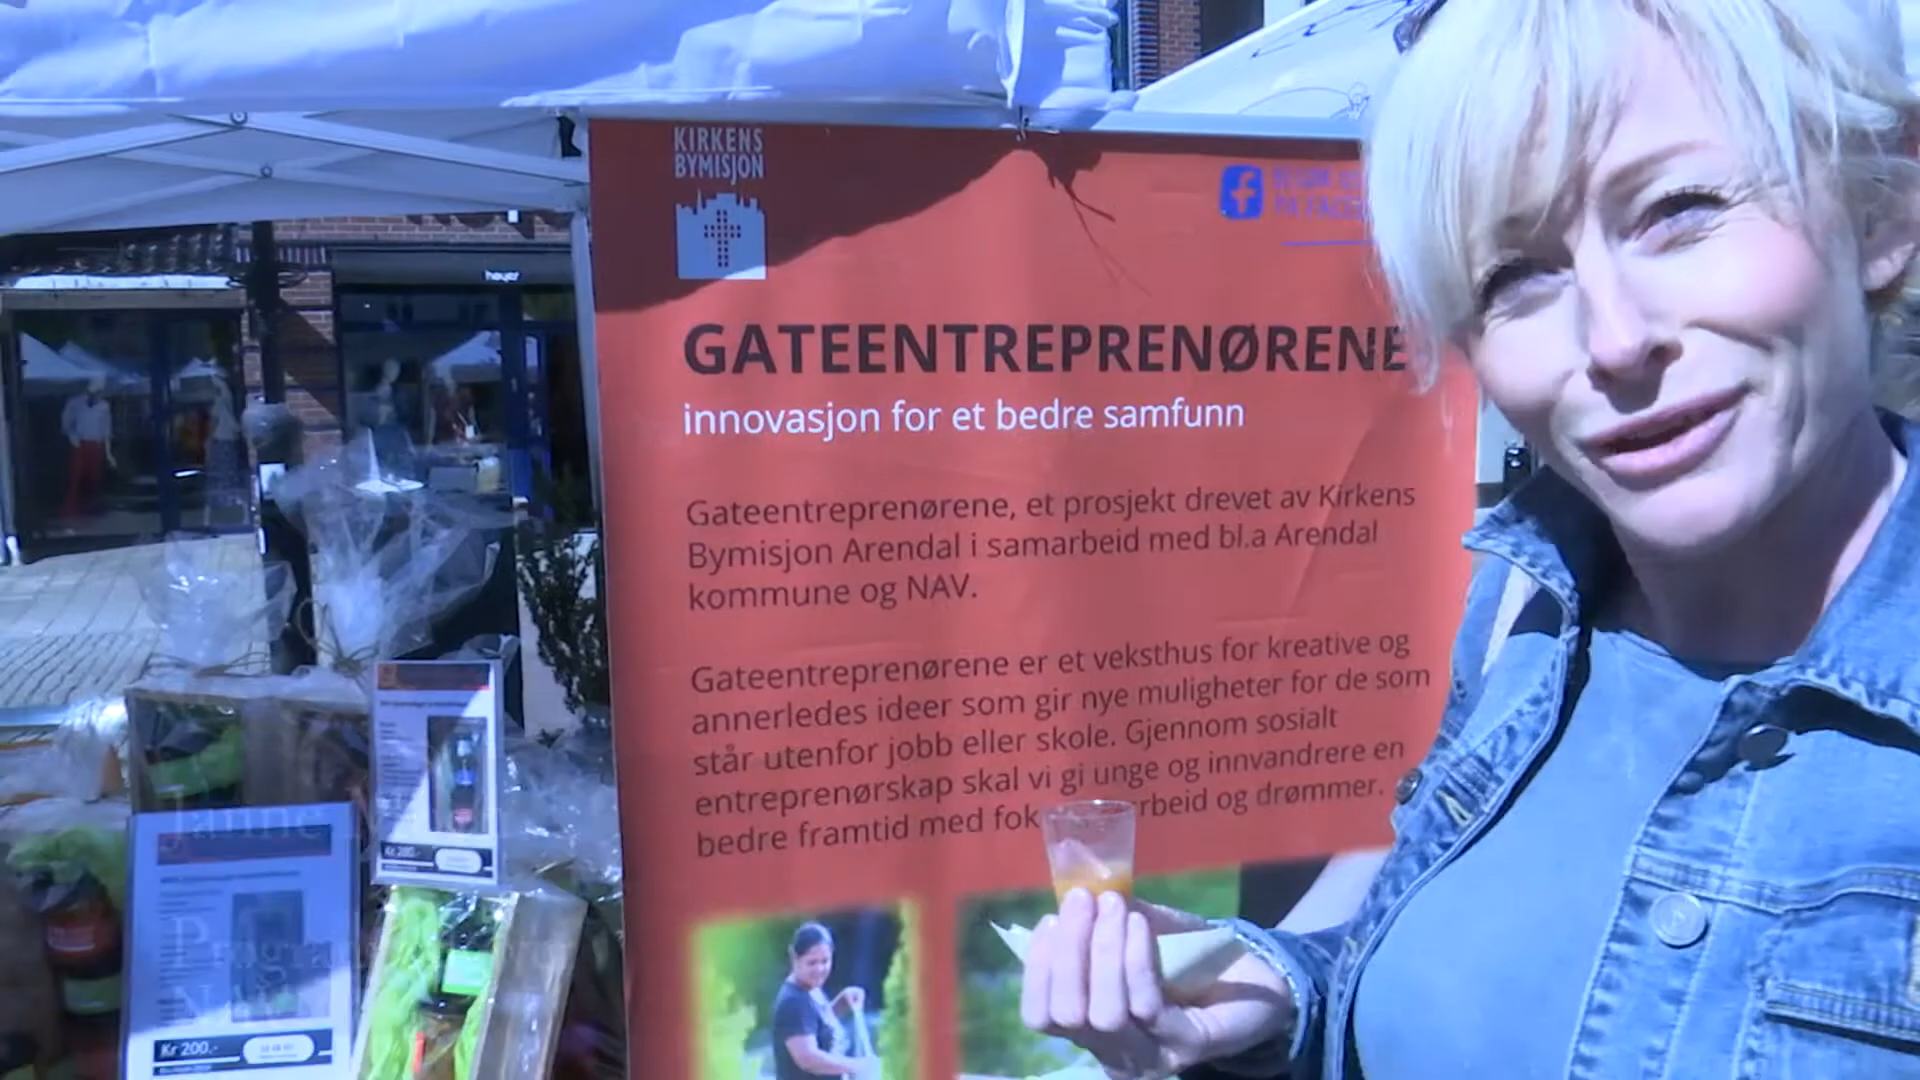 KIRKENS
BYMISJON
høyer
GATEENTREPRENØRENE
innovasjon for et bedre samfunn
Gateentreprenørene, et prosjekt drevet av Kirkens
Bymisjon Arendal i samarbeid med bl.a Arendal
kommune og NAV.
Gateentreprenørene er et veksthus for kreative og
annerledes ideer som gir nye muligheter for de som
står utenfor jobb eller skole. Gjennom sosialt
entreprenørskap skal vi gi unge og innvandrere en
bedre framtid med og drømmer.
Kr 200.-
Kr 200.-